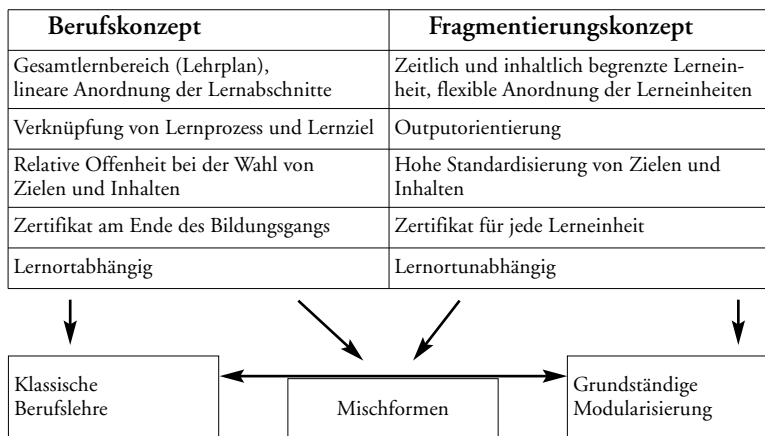 Berufskonzept
Fragmentierungskonzept
Gesamtlernbereich (Lehrplan),
lineare Anordnung der Lernabschnitte
Zeitlich und inhaltlich begrenzte Lernein-
heit, flexible Anordnung der Lerneinheiten
Verknüpfung von Lernprozess und Lernziel
Outputorientierung
Relative Offenheit bei der Wahl von
Zielen und Inhalten
Hohe Standardisierung von Zielen und
Inhalten
Zertifikat am Ende des Bildungsgangs
Zertifikat für jede Lerneinheit
Lernortabhängig
Lernortunabhängig
Klassische
Berufslehre
Mischformen
Grundständige
Modularisierung